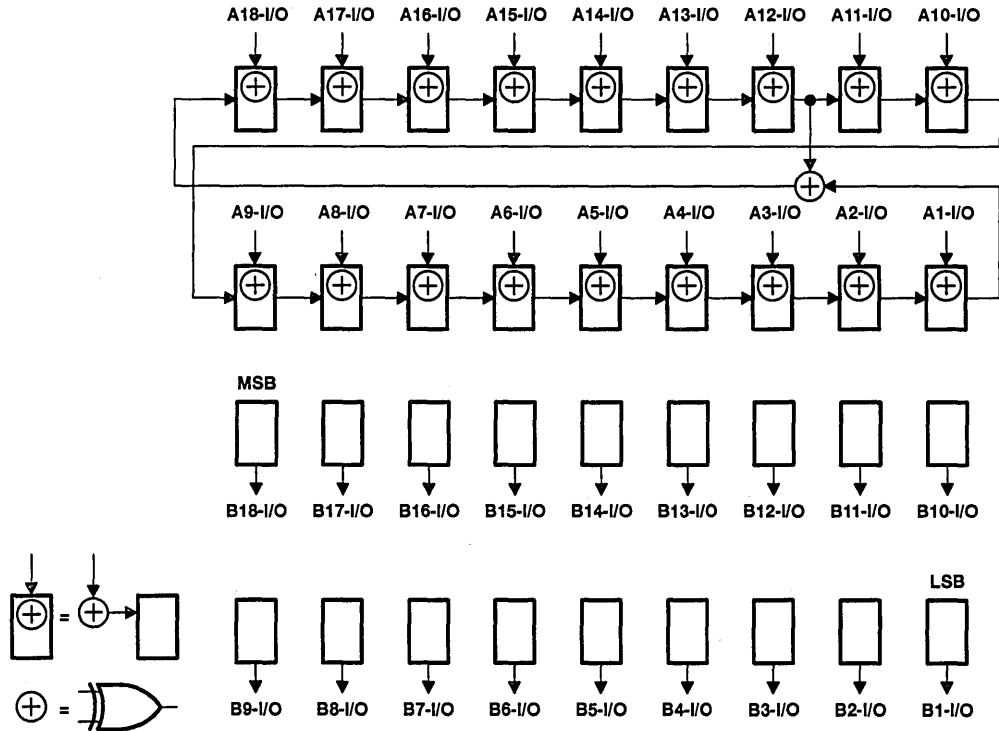 A18-I/O A17-I/O A16-I/O A15-I/O A14-I/O A13-I/O A12-I/O A11-I/O A10-I/O
A9-I/O A8-I/O A7-I/O A6-I/O A5-I/O A4-I/O A3-I/O A2-I/O A1-I/O
MSB
B18-I/O B17-I/O B16-I/O B15-I/O B14-I/O B13-I/O B12-I/O B11-I/O B10-I/O
LSB
= 
=
B9-I/O B8-I/O B7-I/O B6-I/O B5-I/O B4-I/O B3-I/O B2-I/O B1-I/O